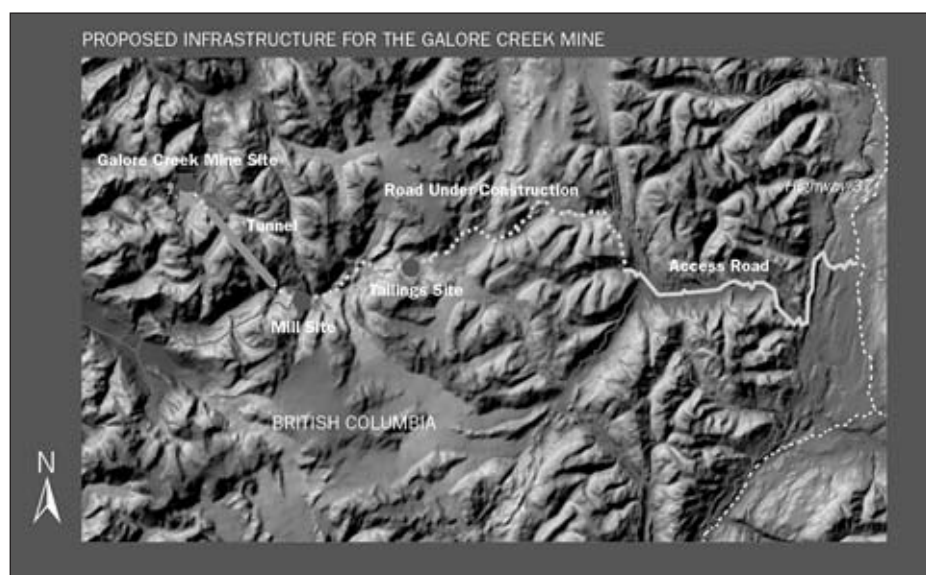 PROPOSED INFRASTRUCTURE FOR THE GALORE CREEK MINE
Galore Creek Mine Site
Road Under Construction
Highway 37
Tunnel
Access Road
Tailings Site
Mill Site
BRITISH COLUMBIA
N